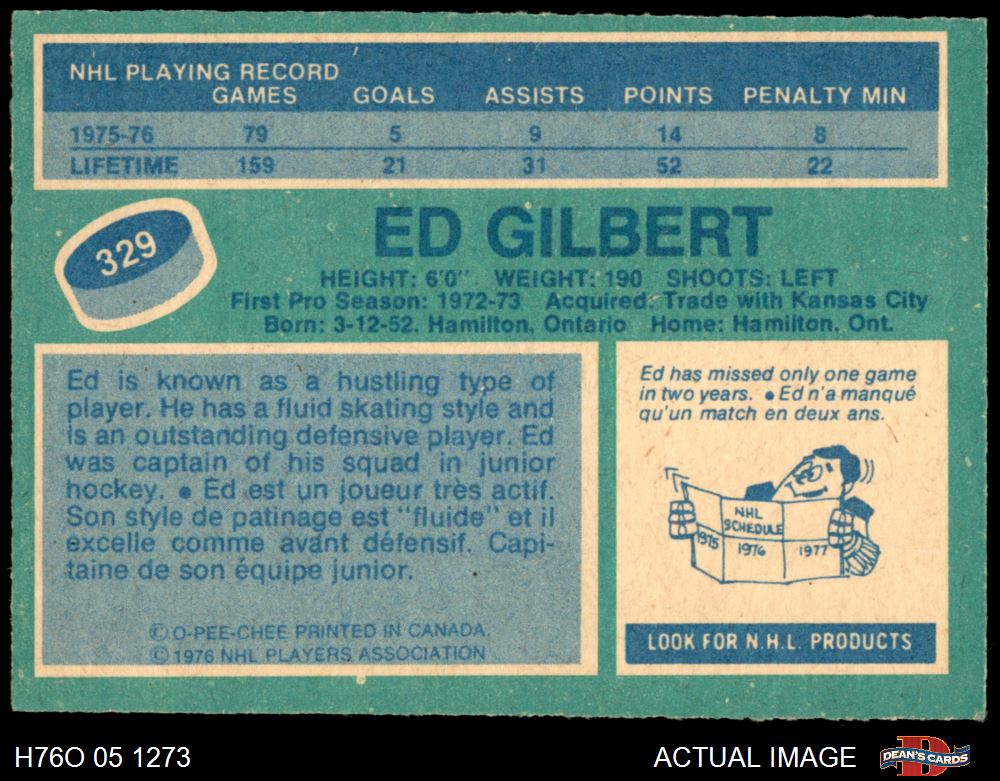 NHL PLAYING RECORD
GAMES GOALS ASSISTS POINTS PENALTY MIN
1975-76 79 5 9 14 8
LIFETIME 159 21 31 52 22
329
ED GILBERT
HEIGHT: 6'0" WEIGHT: 190 SHOOTS: LEFT
First Pro Season: 1972-73 Acquired: Trade with Kansas City
Born: 3-12-52, Hamilton, Ontario Home: Hamilton, Ont.
Ed is known as a hustling type of
player. He has a fluid skating style and
is an outstanding defensive player. Ed
was captain of his squad in junior
hockey. • Ed est un joueur très actif.
Son style de patinage est "fluide" et il
excelle comme avant défensif. Capi-
taine de son équipe junior.
© O-PEE-CHEE PRINTED IN CANADA.
© 1976 NHL PLAYERS ASSOCIATION
Ed has missed only one game
in two years. • Ed n'a manqué
qu'un match en deux ans.
NHL
SCHEDULE
1975 1976 1977
LOOK FOR N.H.L. PRODUCTS
H76O 05 1273
ACTUAL IMAGE
DEAN'S CARDS